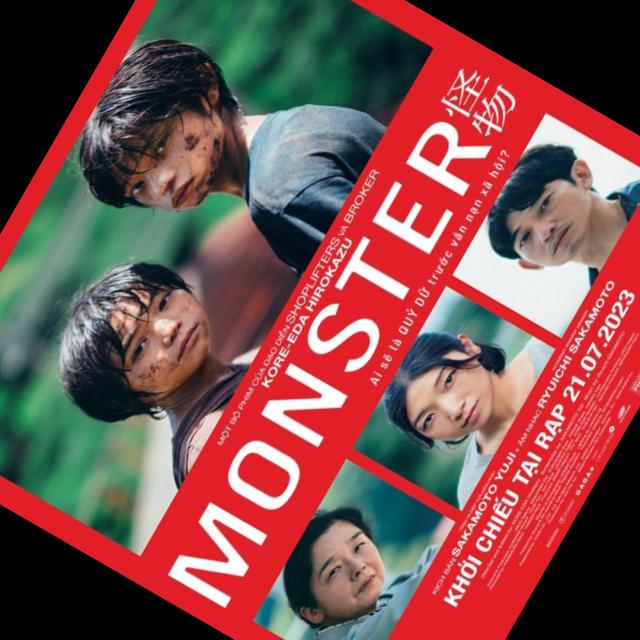 MỘT BỘ PHIM CỦA ĐẠO DIỄN SHOPLIFTERS VÀ BROKER
KORE-EDA HIROKAZU
MONSTER
怪物
Ai sẽ là QUỶ DỮ trước vấn nạn xã hội?
KỊCH BẢN SAKAMOTO YUJI - ÂM NHẠC RYUICHI SAKAMOTO
KHỞI CHIẾU TẠI RẠP 21.07.2023
GAGA